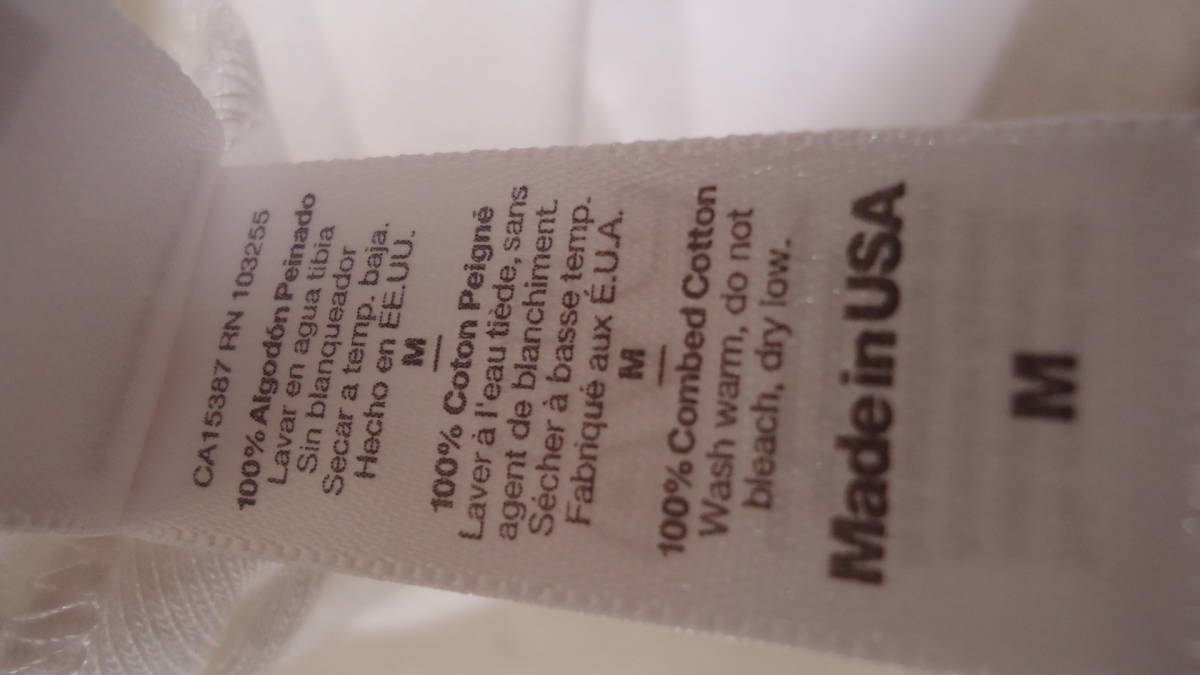 CA15387 RN 103255
100% Algodón Peinado
Lavar en agua tibia
Sin blanqueador
Secar a temp. baja.
Hecho en EE.UU.
M
100% Coton Peigné
Laver à l'eau tiède, sans
agent de blanchiment.
Sécher à basse temp.
Fabriqué aux É.U.A.
M
100% Combed Cotton
Wash warm, do not
bleach, dry low.
Made in USA
M